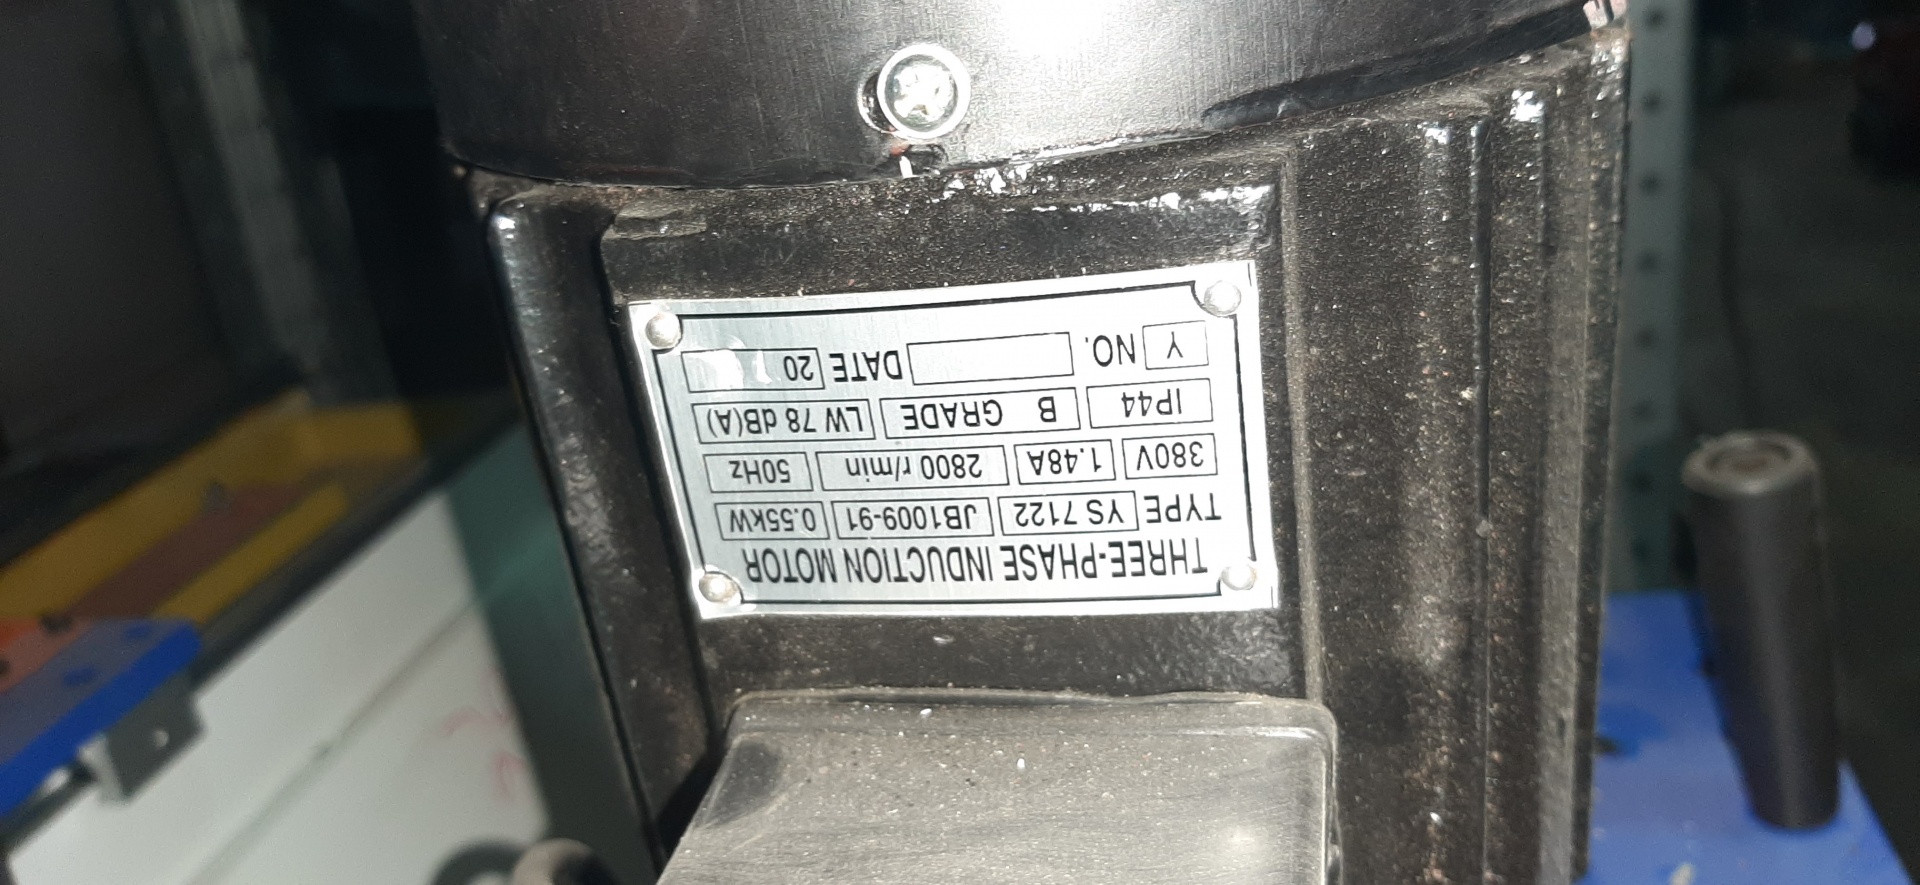 THREE-PHASE INDUCTION MOTOR
TYPE YS 7122 JB1009-91 0.55KW
380V 1.48A 2800 r/min 50Hz
IP44 B GRADE LW 78 dB(A)
Y NO. DATE 20